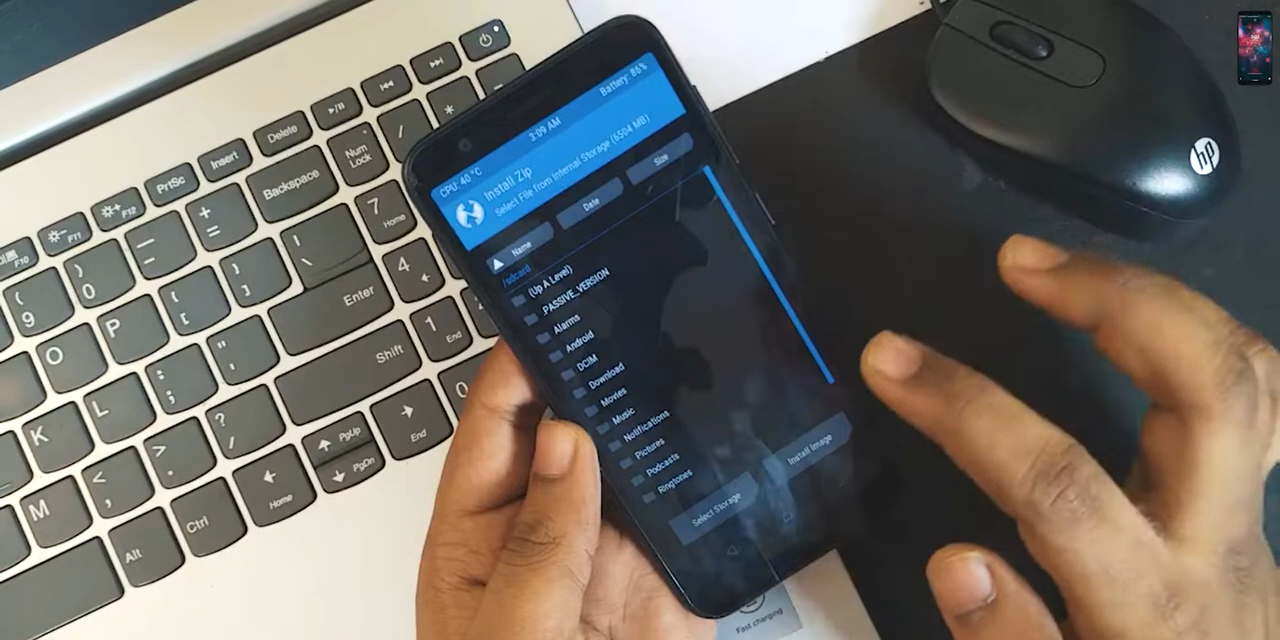 CPU: 40 °C
3:09 AM
Battery: 86%
Install Zip
Select File from Internal Storage (6504 MB)
Name
Date
Size
/sdcard
(Up A Level)
.PASSIVE_VERSION
Alarms
Android
DCIM
Download
Movies
Music
Notifications
Pictures
Podcasts
Ringtones
Select Storage
Install Image
Fast charging
hp
F10
F11
F12
PrtSc
Insert
Delete
Num
Lock
Backspace
7
Home
Enter
4
Shift
1
End
0
PgUp
PgDn
End
Home
Ctrl
Alt
( 9
) 0
— -
+ =
*
/
O
P
{ [
} ]
| \
K
L
: ;
" '
M
< ,
> .
? /